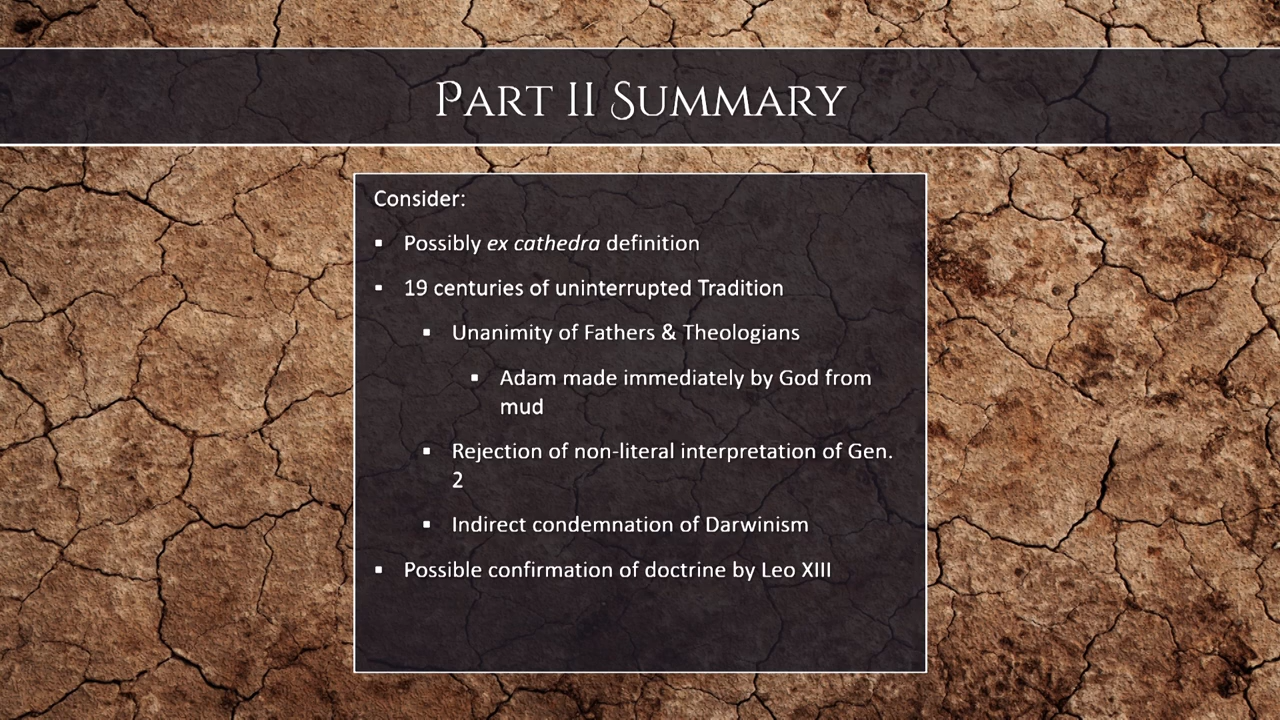 Part II Summary
Consider:
▪ Possibly ex cathedra definition
▪ 19 centuries of uninterrupted Tradition
▪ Unanimity of Fathers & Theologians
▪ Adam made immediately by God from
mud
▪ Rejection of non-literal interpretation of Gen.
2
▪ Indirect condemnation of Darwinism
▪ Possible confirmation of doctrine by Leo XIII